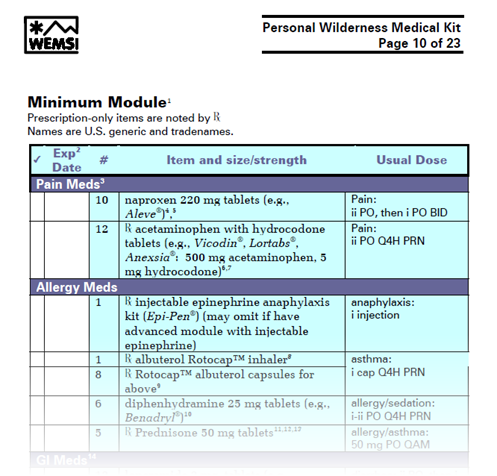 WEMSI
Personal Wilderness Medical Kit
Page 10 of 23
Minimum Module¹
Prescription-only items are noted by ℞
Names are U.S. generic and tradenames.
✓ Exp² Date # Item and size/strength Usual Dose
Pain Meds³
10 naproxen 220 mg tablets (e.g., Pain:
Aleve®)⁴,⁵ ii PO, then i PO BID
12 ℞ acetaminophen with hydrocodone Pain:
tablets (e.g., Vicodin®, Lortabs®, ii PO Q4H PRN
Anexsia®: 500 mg acetaminophen, 5
mg hydrocodone)⁶,⁷
Allergy Meds
1 ℞ injectable epinephrine anaphylaxis anaphylaxis:
kit (Epi-Pen®) (may omit if have i injection
advanced module with injectable
epinephrine)
1 ℞ albuterol Rotocap™ inhaler⁸ asthma:
8 ℞ Rotocap™ albuterol capsules for i cap Q4H PRN
above⁹
6 diphenhydramine 25 mg tablets (e.g., allergy/sedation:
Benadryl®)¹⁰ i-ii PO Q4H PRN
5 ℞ Prednisone 50 mg tablets¹¹,¹²,¹³ allergy/asthma:
50 mg PO QAM
GI Meds¹⁴